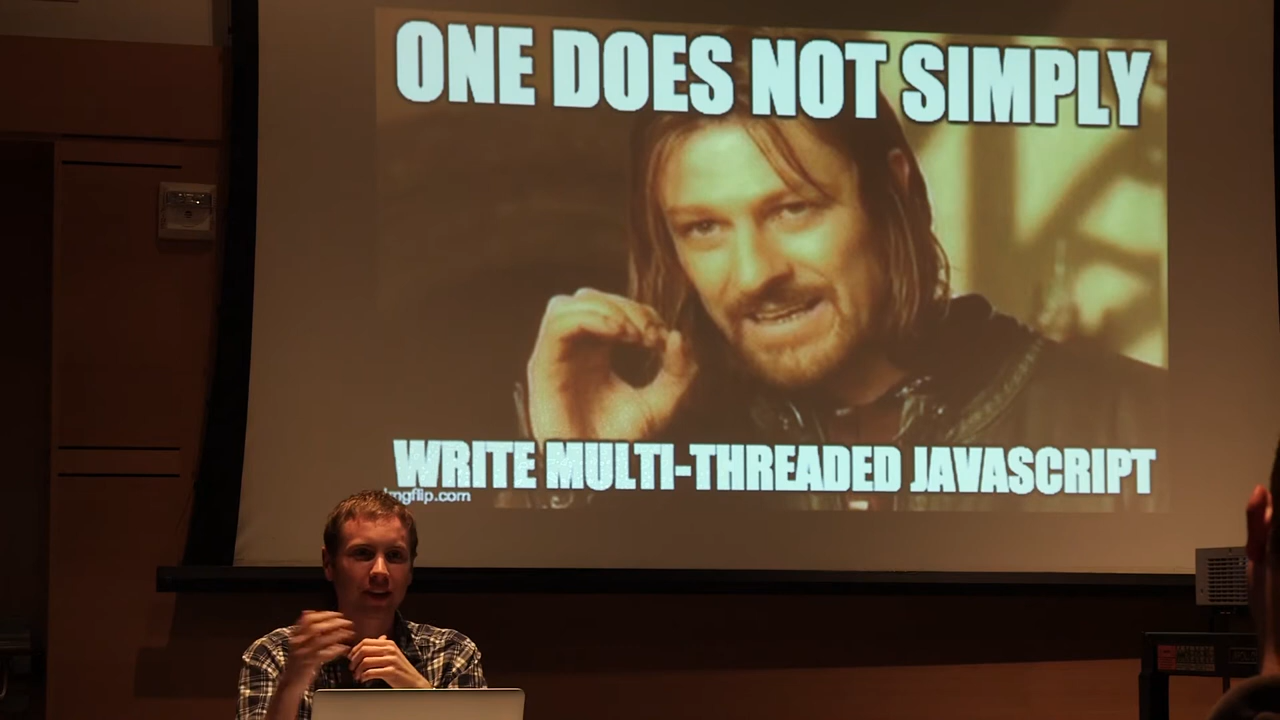 ONE DOES NOT SIMPLY
WRITE MULTI-THREADED JAVASCRIPT
imgflip.com